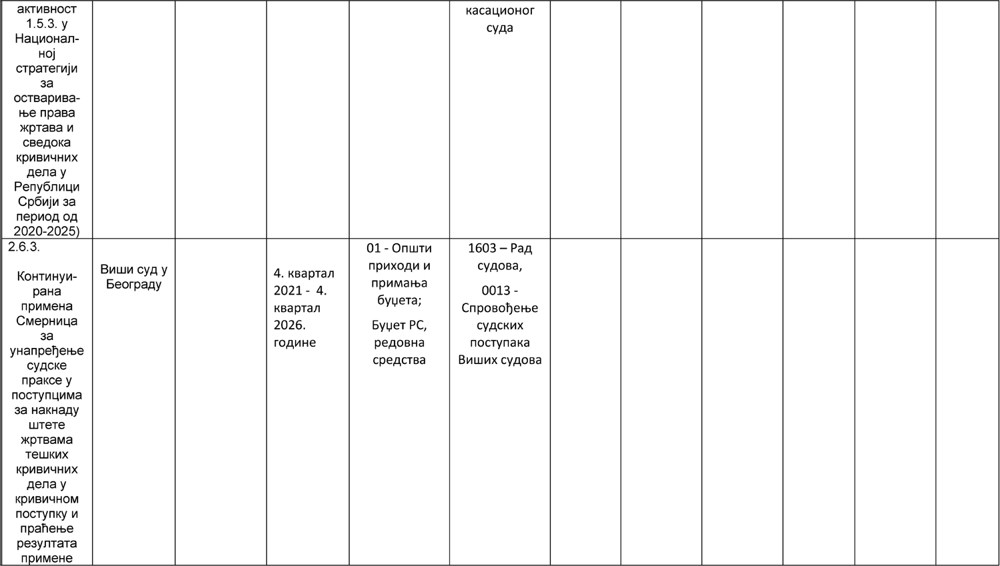 активност
1.5.3. у
Национал-
ној
стратегији
за
остварива-
ње права
жртава и
сведока
кривичних
дела у
Републици
Србији за
период од
2020-2025)
касационог
суда
2.6.3.
Континуи-
рана
примена
Смерница
за
унапређење
судске
праксе у
поступцима
за накнаду
штете
жртвама
тешких
кривичних
дела у
кривичном
поступку и
праћење
резултата
примене
Виши суд у
Београду
4. квартал
2021 - 4.
квартал
2026.
године
01 - Општи
приходи и
примања
буџета;
Буџет РС,
редовна
средства
1603 – Рад
судова,
0013 -
Спровођење
судских
поступака
Виших судова